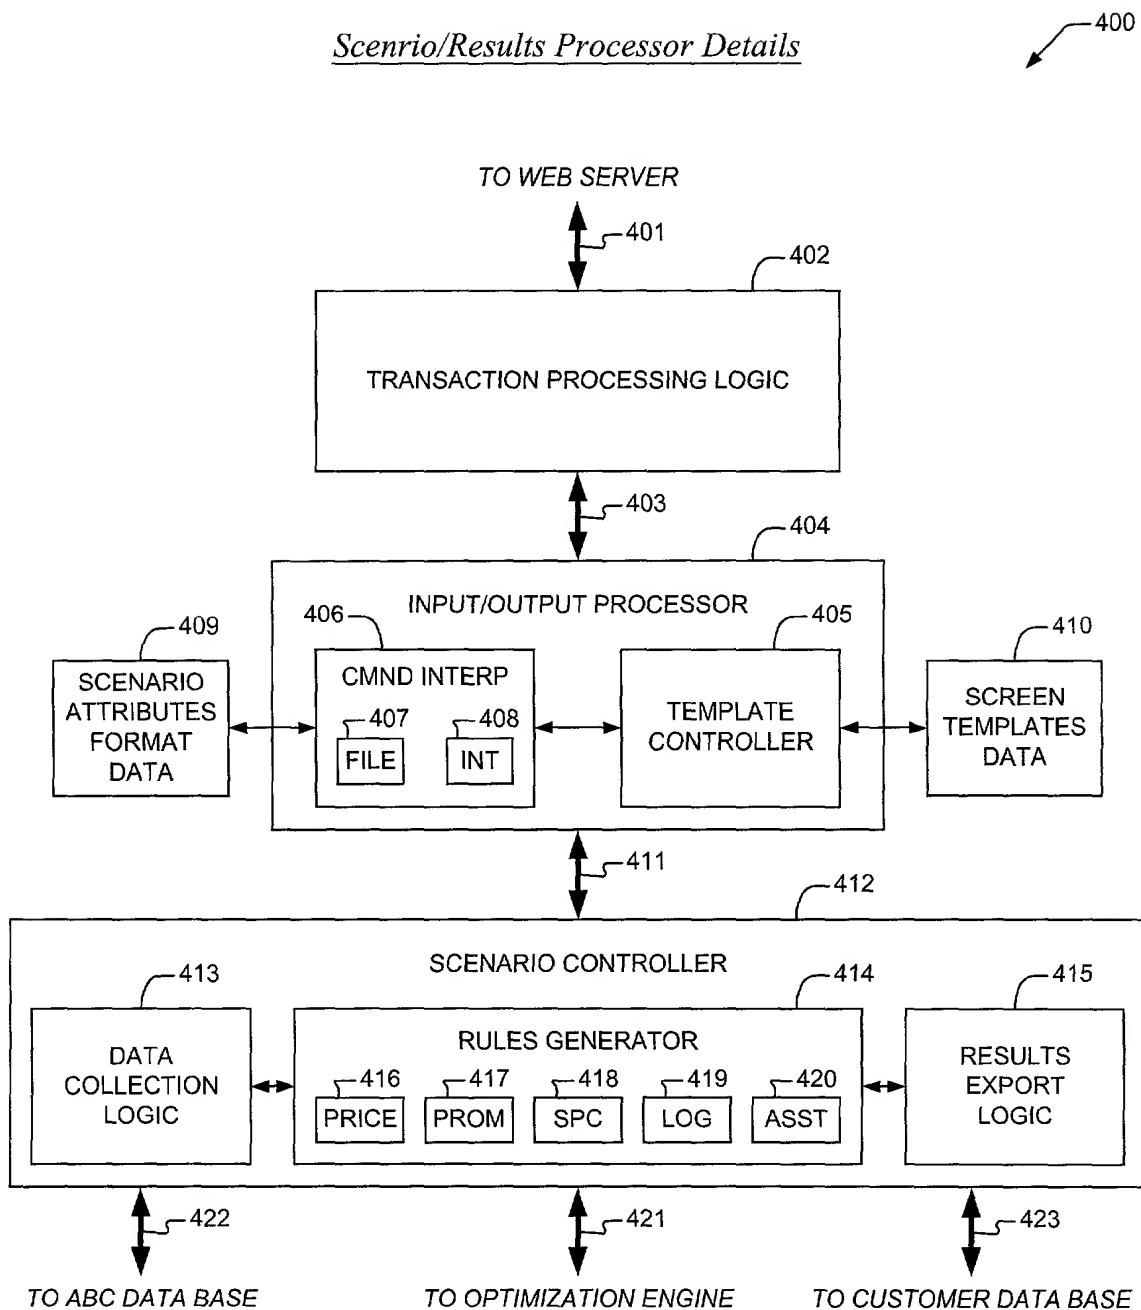 Scenrio/Results Processor Details
400
TO WEB SERVER
401
402
TRANSACTION PROCESSING LOGIC
403
404
INPUT/OUTPUT PROCESSOR
409
406
405
410
SCENARIO
ATTRIBUTES
FORMAT
DATA
CMND INTERP
407
408
FILE
INT
TEMPLATE
CONTROLLER
SCREEN
TEMPLATES
DATA
411
412
SCENARIO CONTROLLER
413
414
415
DATA
COLLECTION
LOGIC
RULES GENERATOR
416
417
418
419
420
PRICE
PROM
SPC
LOG
ASST
RESULTS
EXPORT
LOGIC
422
421
423
TO ABC DATA BASE
TO OPTIMIZATION ENGINE
TO CUSTOMER DATA BASE